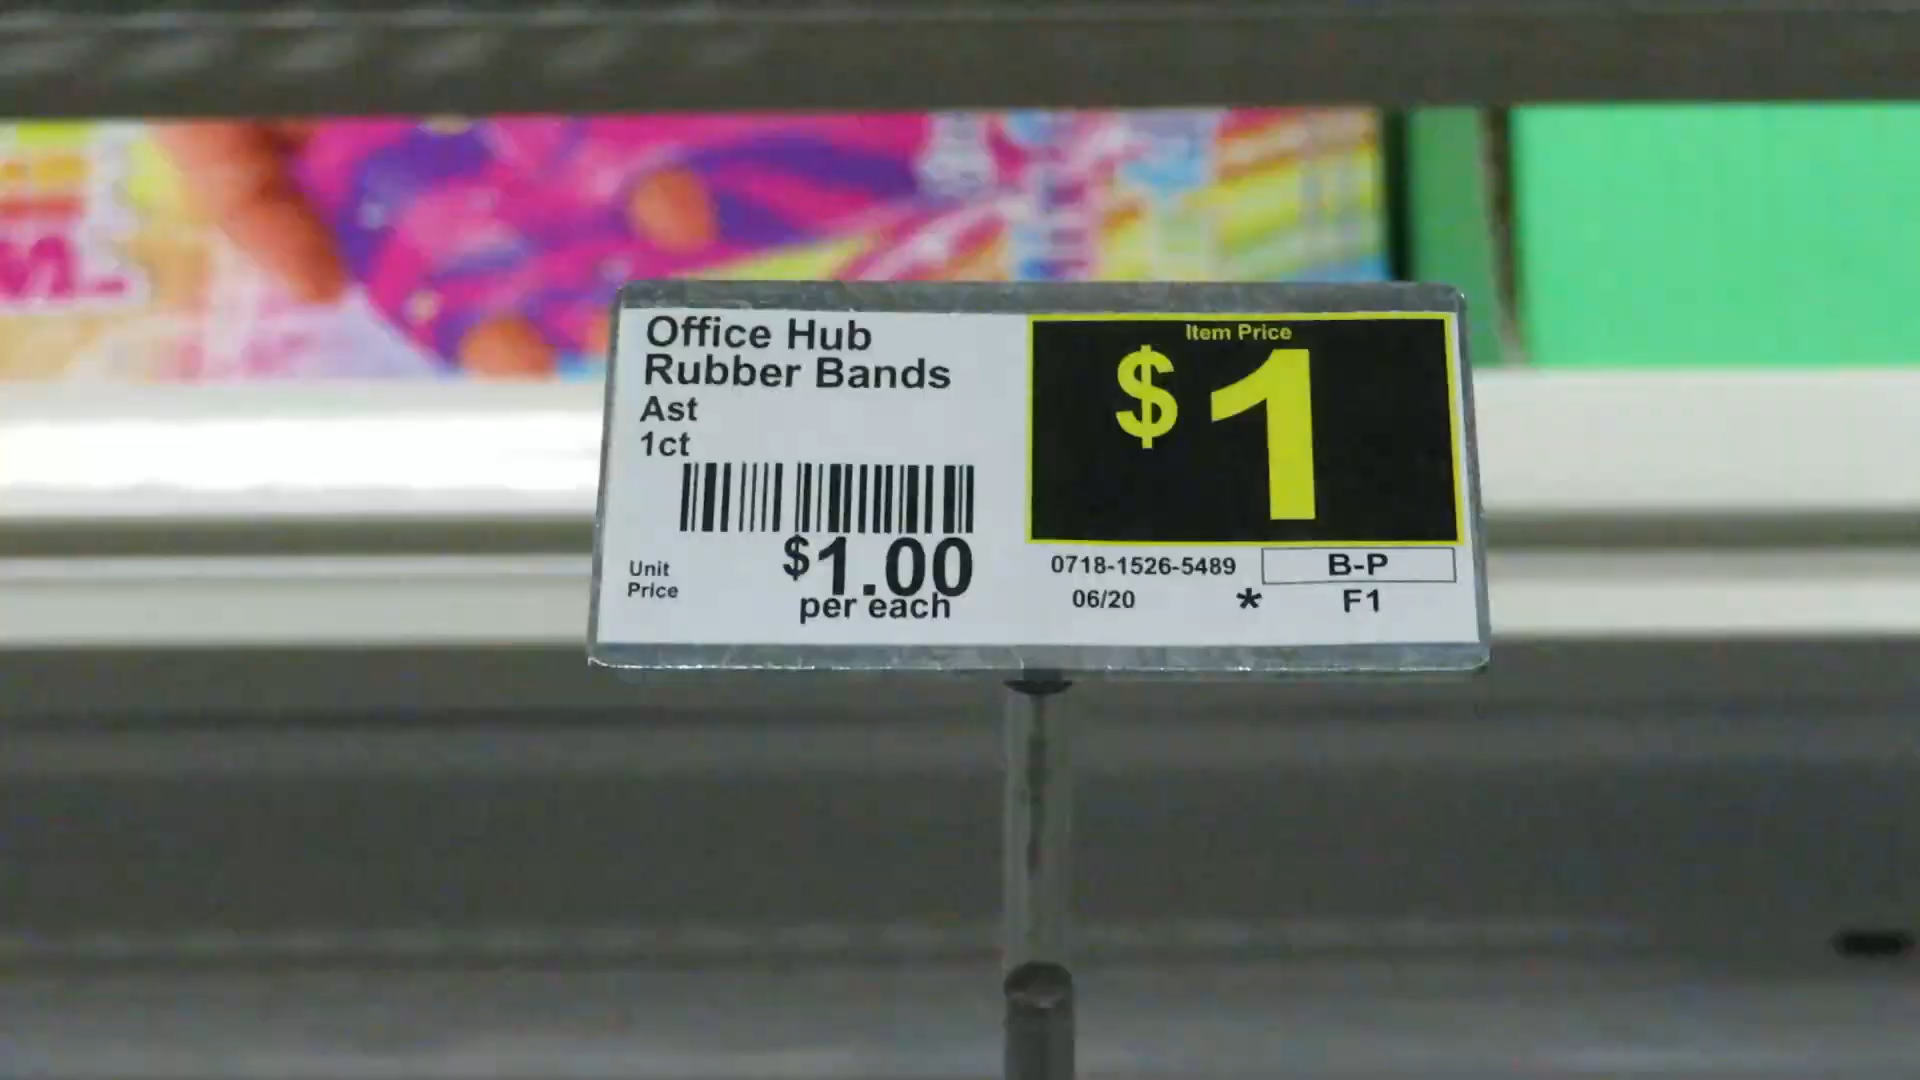 Office Hub
Rubber Bands
Ast
1ct
Unit
Price
$1.00
per each
Item Price
$1
0718-1526-5489
B-P
06/20
*
F1